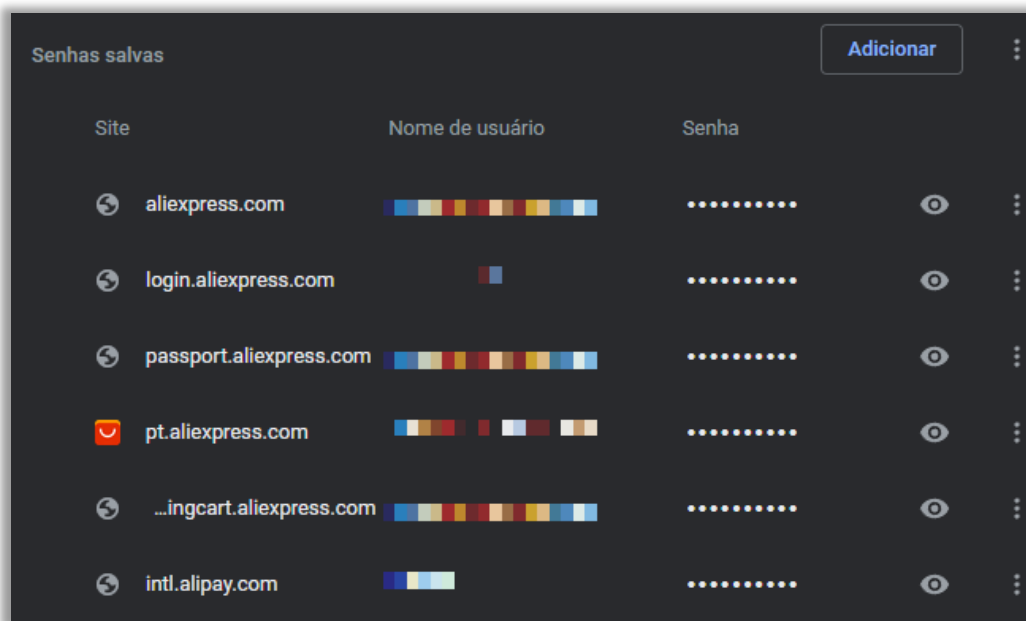 Senhas salvas Adicionar
Site Nome de usuário Senha
aliexpress.com ••••••••••
login.aliexpress.com ••••••••••
passport.aliexpress.com ••••••••••
pt.aliexpress.com ••••••••••
...ingcart.aliexpress.com ••••••••••
intl.alipay.com ••••••••••